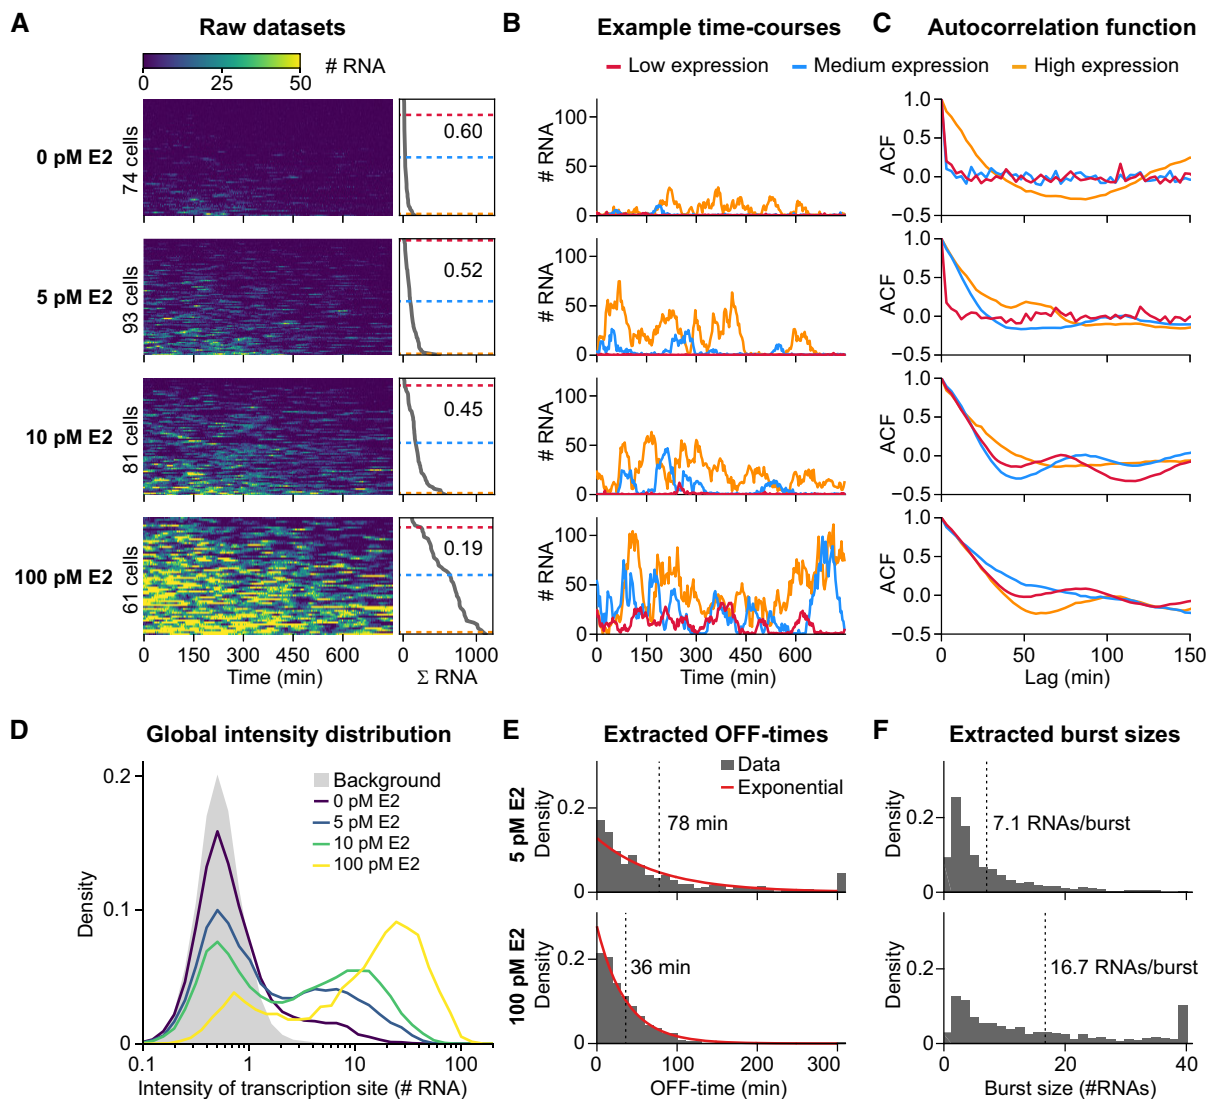 A Raw datasets
0 25 50 # RNA
0 pM E2
74 cells
0.60
5 pM E2
93 cells
0.52
10 pM E2
81 cells
0.45
100 pM E2
61 cells
0.19
0 150 300 450 600
Time (min)
0 1000
Σ RNA
B Example time-courses
Low expression Medium expression High expression
# RNA
100
50
0
# RNA
100
50
0
# RNA
100
50
0
# RNA
100
50
0
0 150 300 450 600
Time (min)
C Autocorrelation function
ACF
1.0
0.5
0.0
−0.5
ACF
1.0
0.5
0.0
−0.5
ACF
1.0
0.5
0.0
−0.5
ACF
1.0
0.5
0.0
−0.5
0 50 100 150
Lag (min)
D Global intensity distribution
Background
0 pM E2
5 pM E2
10 pM E2
100 pM E2
Density
0.2
0.1
0
0.1 1 10 100
Intensity of transcription site (# RNA)
E Extracted OFF-times
Data
Exponential
5 pM E2
Density
0.2
0
78 min
100 pM E2
Density
0.2
0
36 min
0 100 200 300
OFF-time (min)
F Extracted burst sizes
Density
0.2
0
7.1 RNAs/burst
Density
0.2
0
16.7 RNAs/burst
0 20 40
Burst size (#RNAs)